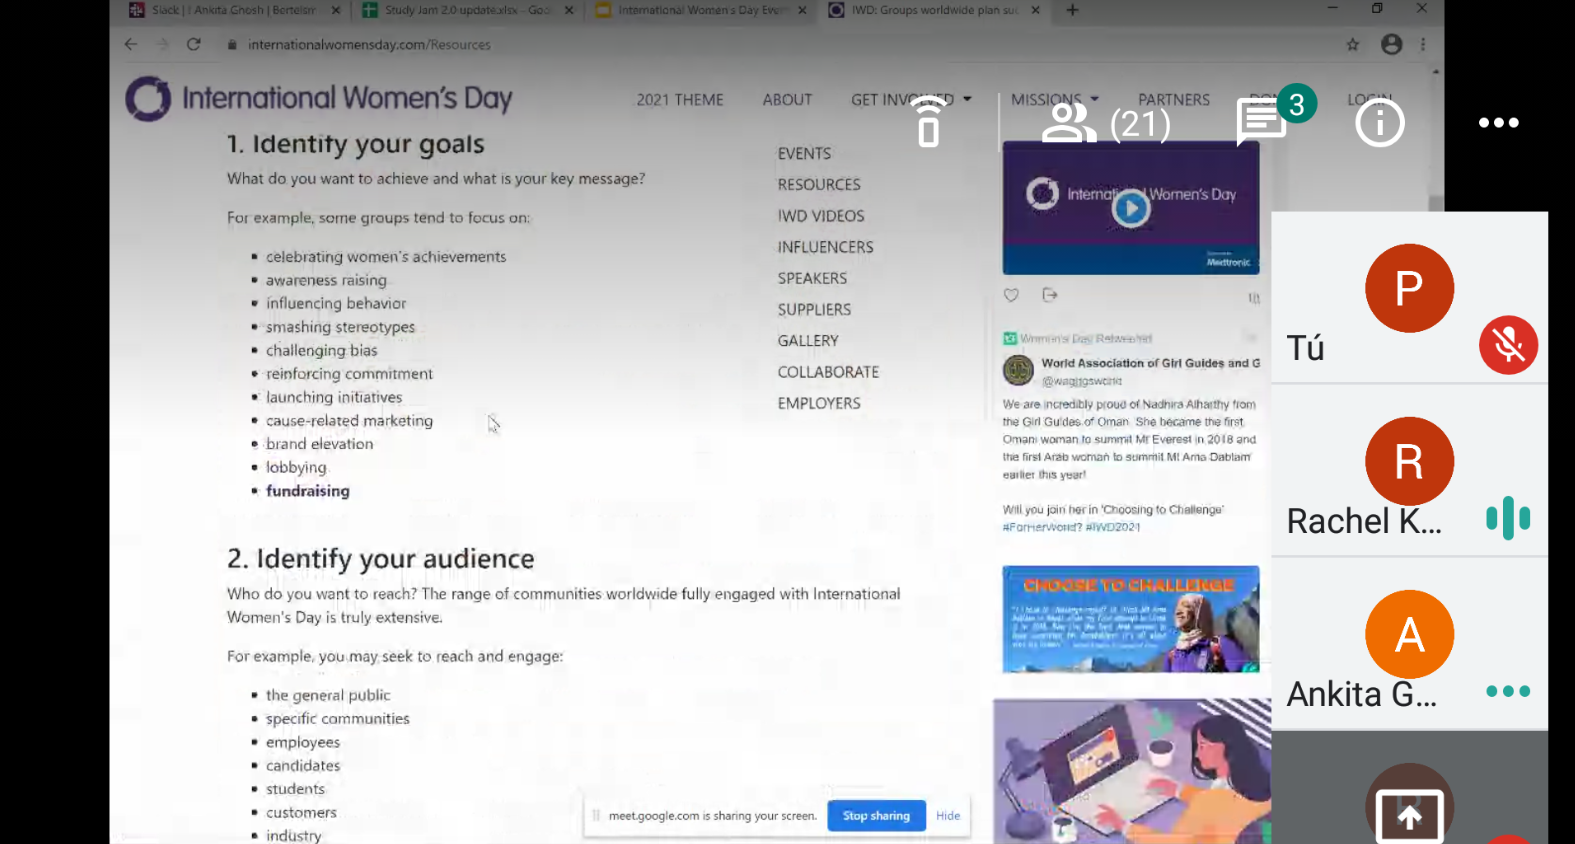 Slack | | Ankita Ghosh | Bertelsm
Study Jam 2.0 update.xlsx - Goo
International Women's Day Even
IWD: Groups worldwide plan suc
internationalwomensday.com/Resources
International Women's Day
2021 THEME
ABOUT
GET INVOLVED
MISSIONS
PARTNERS
LOGIN
(21)
3
1. Identify your goals
What do you want to achieve and what is your key message?
For example, some groups tend to focus on:
celebrating women's achievements
awareness raising
influencing behavior
smashing stereotypes
challenging bias
reinforcing commitment
launching initiatives
cause-related marketing
brand elevation
lobbying
fundraising
2. Identify your audience
Who do you want to reach? The range of communities worldwide fully engaged with International
Women's Day is truly extensive.
For example, you may seek to reach and engage:
the general public
specific communities
employees
candidates
students
customers
industry
EVENTS
RESOURCES
IWD VIDEOS
INFLUENCERS
SPEAKERS
SUPPLIERS
GALLERY
COLLABORATE
EMPLOYERS
International Women's Day
Medtronic
Women's Day Retweeted
World Association of Girl Guides and G
@wagggsworld
We are incredibly proud of Nadhira Alharthy from
the Girl Guides of Oman. She became the first
Omani woman to summit Mt Everest in 2018 and
the first Arab woman to summit Mt Ama Dablam
earlier this year!
Will you join her in 'Choosing to Challenge'
#IWD2021
CHOOSE TO CHALLENGE
meet.google.com is sharing your screen.
Stop sharing
Hide
P
Tú
R
Rachel K...
A
Ankita G...